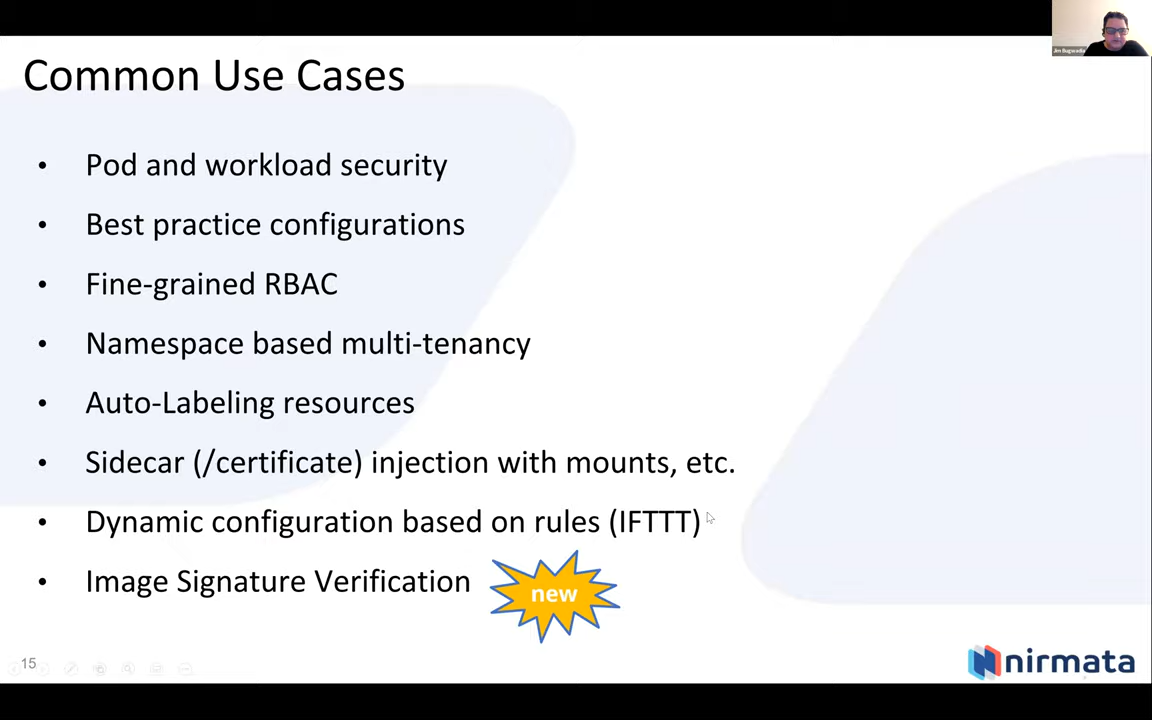 Jim Bugwadia
Common Use Cases
• Pod and workload security
• Best practice configurations
• Fine-grained RBAC
• Namespace based multi-tenancy
• Auto-Labeling resources
• Sidecar (/certificate) injection with mounts, etc.
• Dynamic configuration based on rules (IFTTT)
• Image Signature Verification
new
15
nirmata